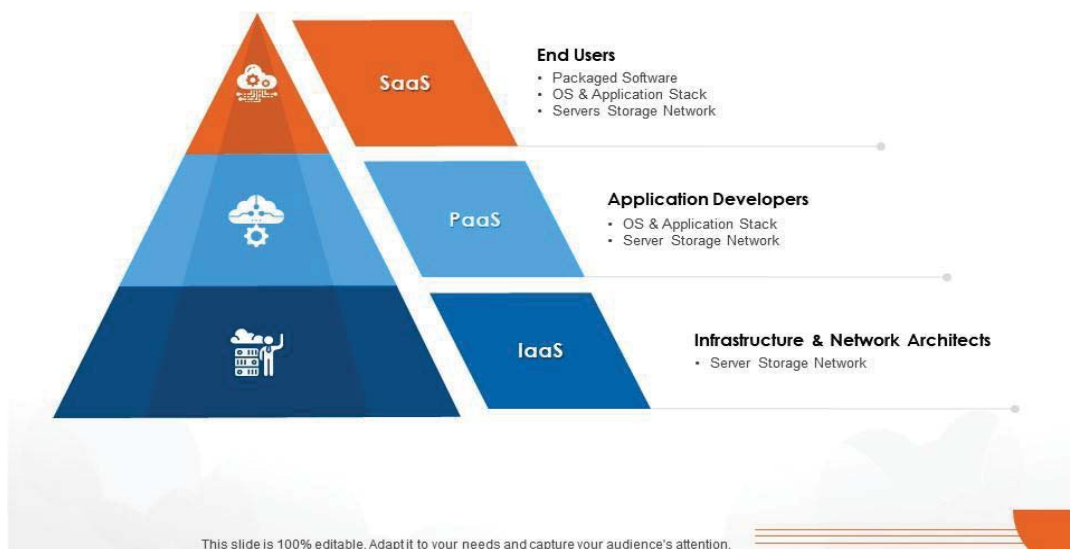 SaaS
End Users
• Packaged Software
• OS & Application Stack
• Servers Storage Network
PaaS
Application Developers
• OS & Application Stack
• Server Storage Network
IaaS
Infrastructure & Network Architects
• Server Storage Network
This slide is 100% editable. Adapt it to your needs and capture your audience's attention.